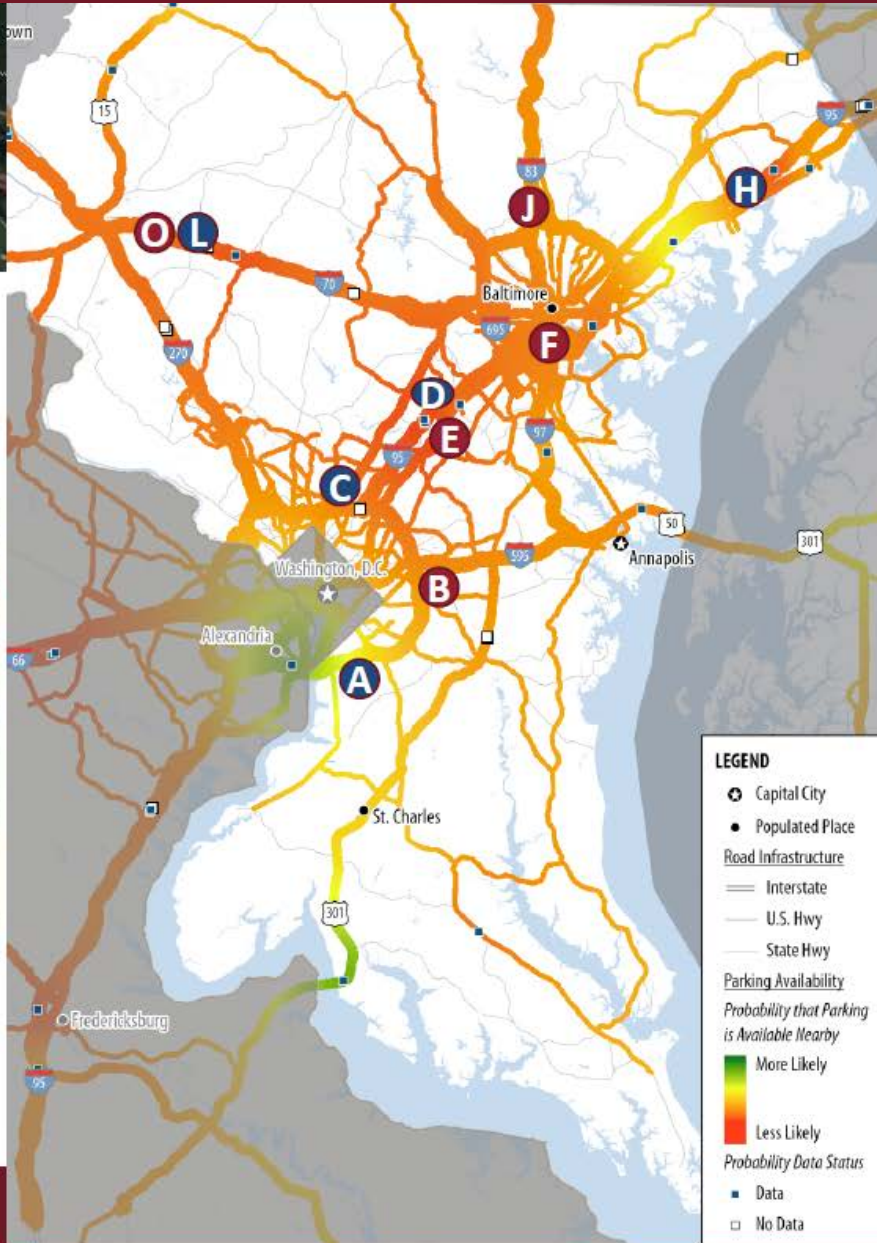 own
15
95
83
H
J
O
L
70
Baltimore
695
F
270
D
97
E
95
C
50
301
595
Annapolis
Washington, D.C.
B
Alexandria
66
A
St. Charles
301
Fredericksburg
95
LEGEND
Capital City
Populated Place
Road Infrastructure
Interstate
U.S. Hwy
State Hwy
Parking Availability
Probability that Parking
is Available Nearby
More Likely
Less Likely
Probability Data Status
Data
No Data